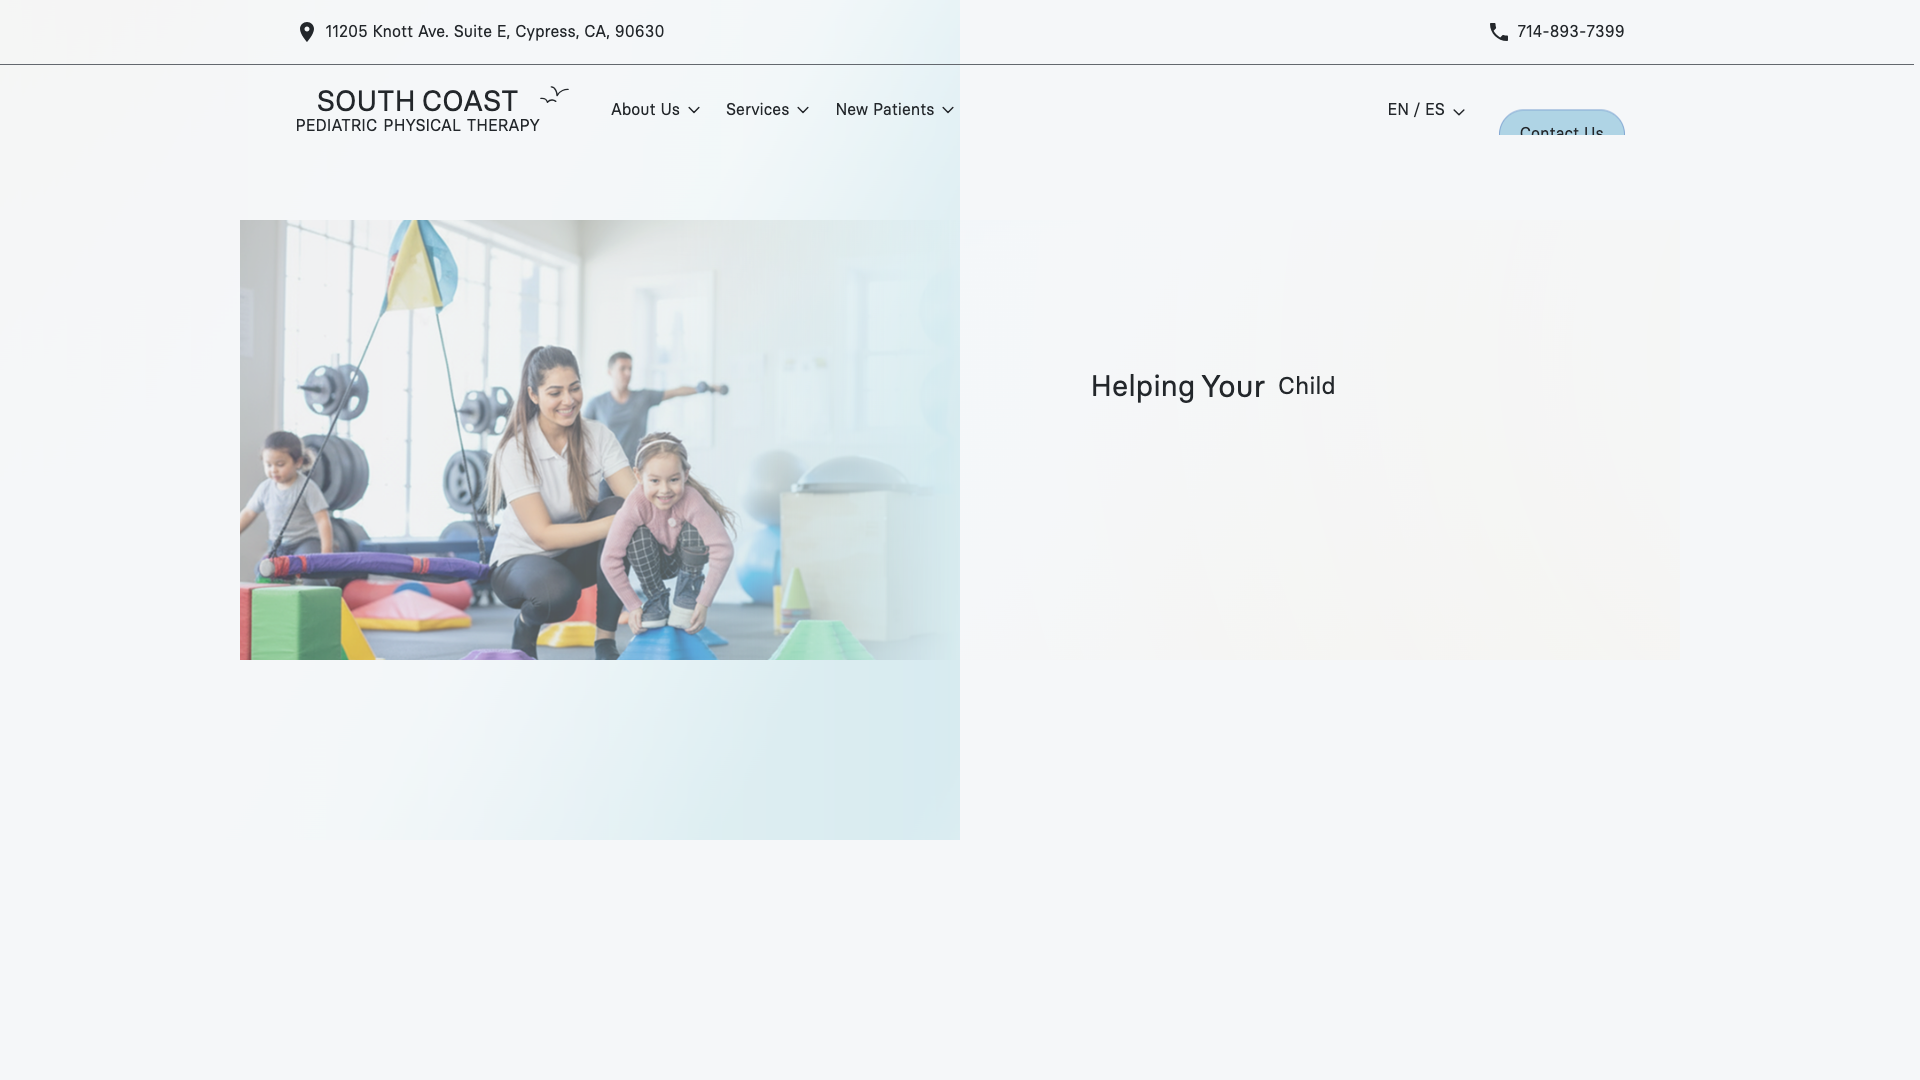 11205 Knott Ave. Suite E, Cypress, CA, 90630
714-893-7399
SOUTH COAST
PEDIATRIC PHYSICAL THERAPY
About Us
Services
New Patients
EN / ES
Contact Us
Helping Your Child